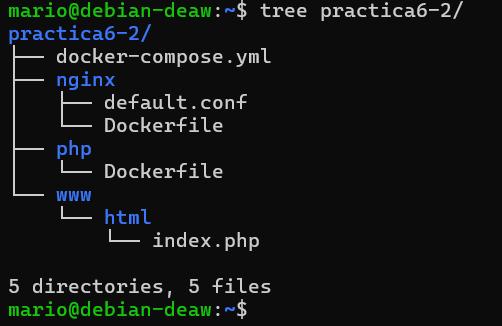 mario@debian-deaw:~$ tree practica6-2/
practica6-2/
├── docker-compose.yml
├── nginx
│   ├── default.conf
│   └── Dockerfile
├── php
│   └── Dockerfile
└── www
    └── html
        └── index.php

5 directories, 5 files
mario@debian-deaw:~$